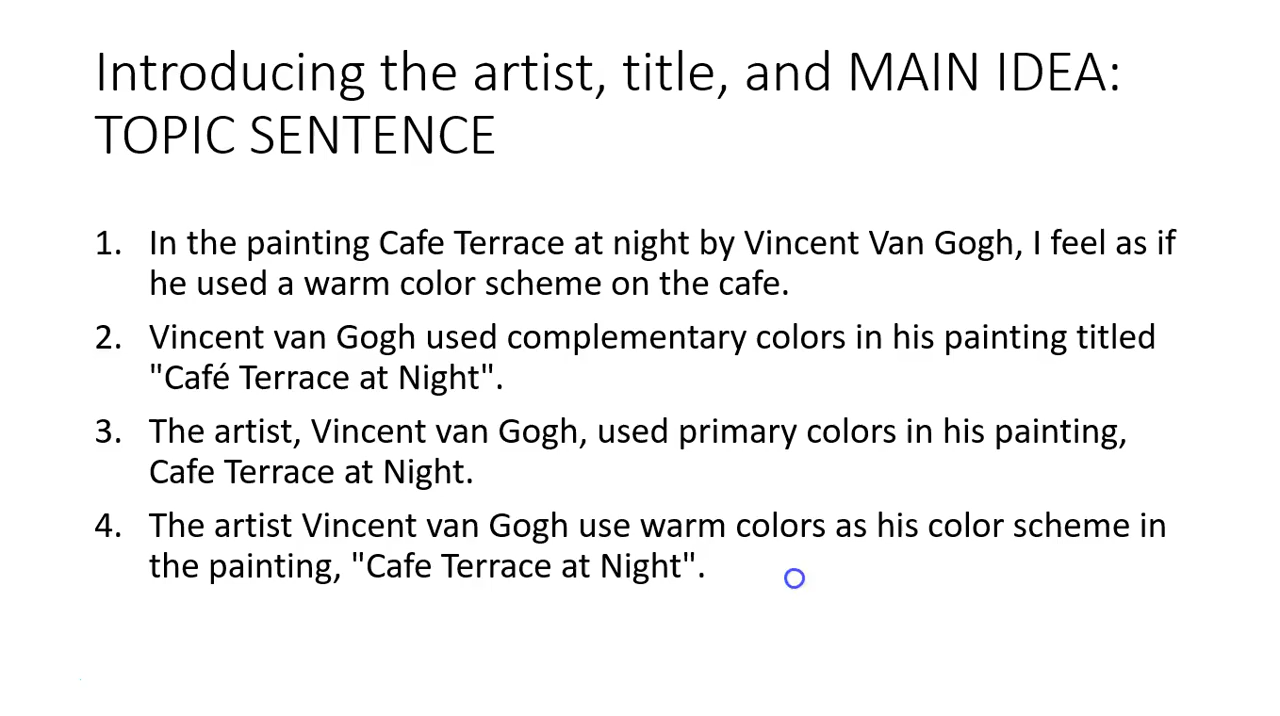 Introducing the artist, title, and MAIN IDEA:
TOPIC SENTENCE
1. In the painting Cafe Terrace at night by Vincent Van Gogh, I feel as if
he used a warm color scheme on the cafe.
2. Vincent van Gogh used complementary colors in his painting titled
"Café Terrace at Night".
3. The artist, Vincent van Gogh, used primary colors in his painting,
Cafe Terrace at Night.
4. The artist Vincent van Gogh use warm colors as his color scheme in
the painting, "Cafe Terrace at Night".